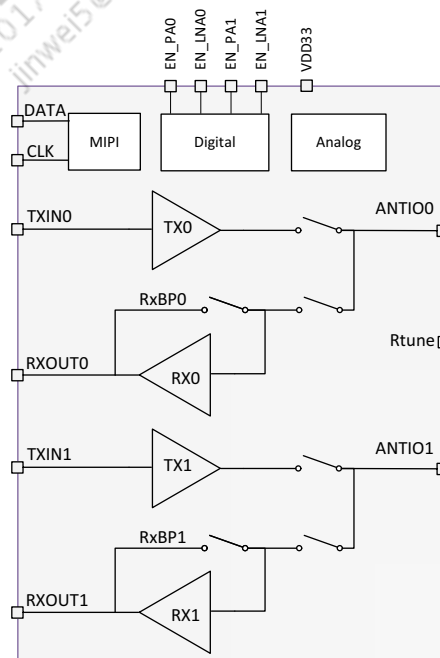 EN_PA0
EN_LNA0
EN_PA1
EN_LNA1
VDD33
DATA
CLK
MIPI
Digital
Analog
TXIN0
TX0
ANTIO0
RxBP0
Rtune
RXOUT0
RX0
TXIN1
TX1
ANTIO1
RxBP1
RXOUT1
RX1